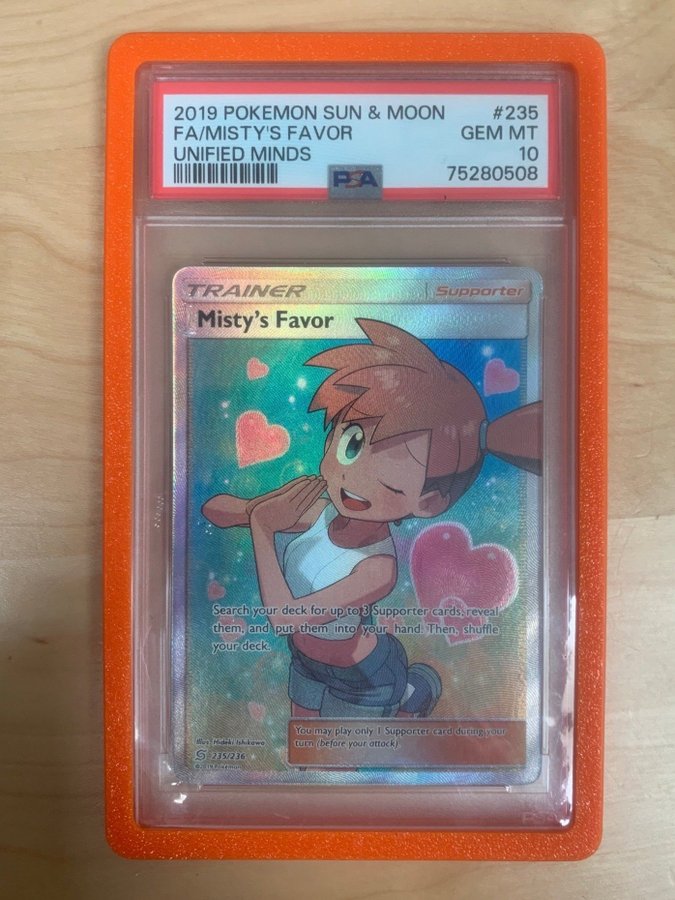 2019 POKEMON SUN & MOON #235
FA/MISTY'S FAVOR GEM MT
UNIFIED MINDS 10
PSA 75280508
TRAINER Supporter
Misty's Favor
Search your deck for up to 3 Supporter cards, reveal
them, and put them into your hand. Then, shuffle
your deck.
You may play only 1 Supporter card during your
turn (before your attack).
Illus. Hideki Ishikawa
235/236
©2019 Pokémon